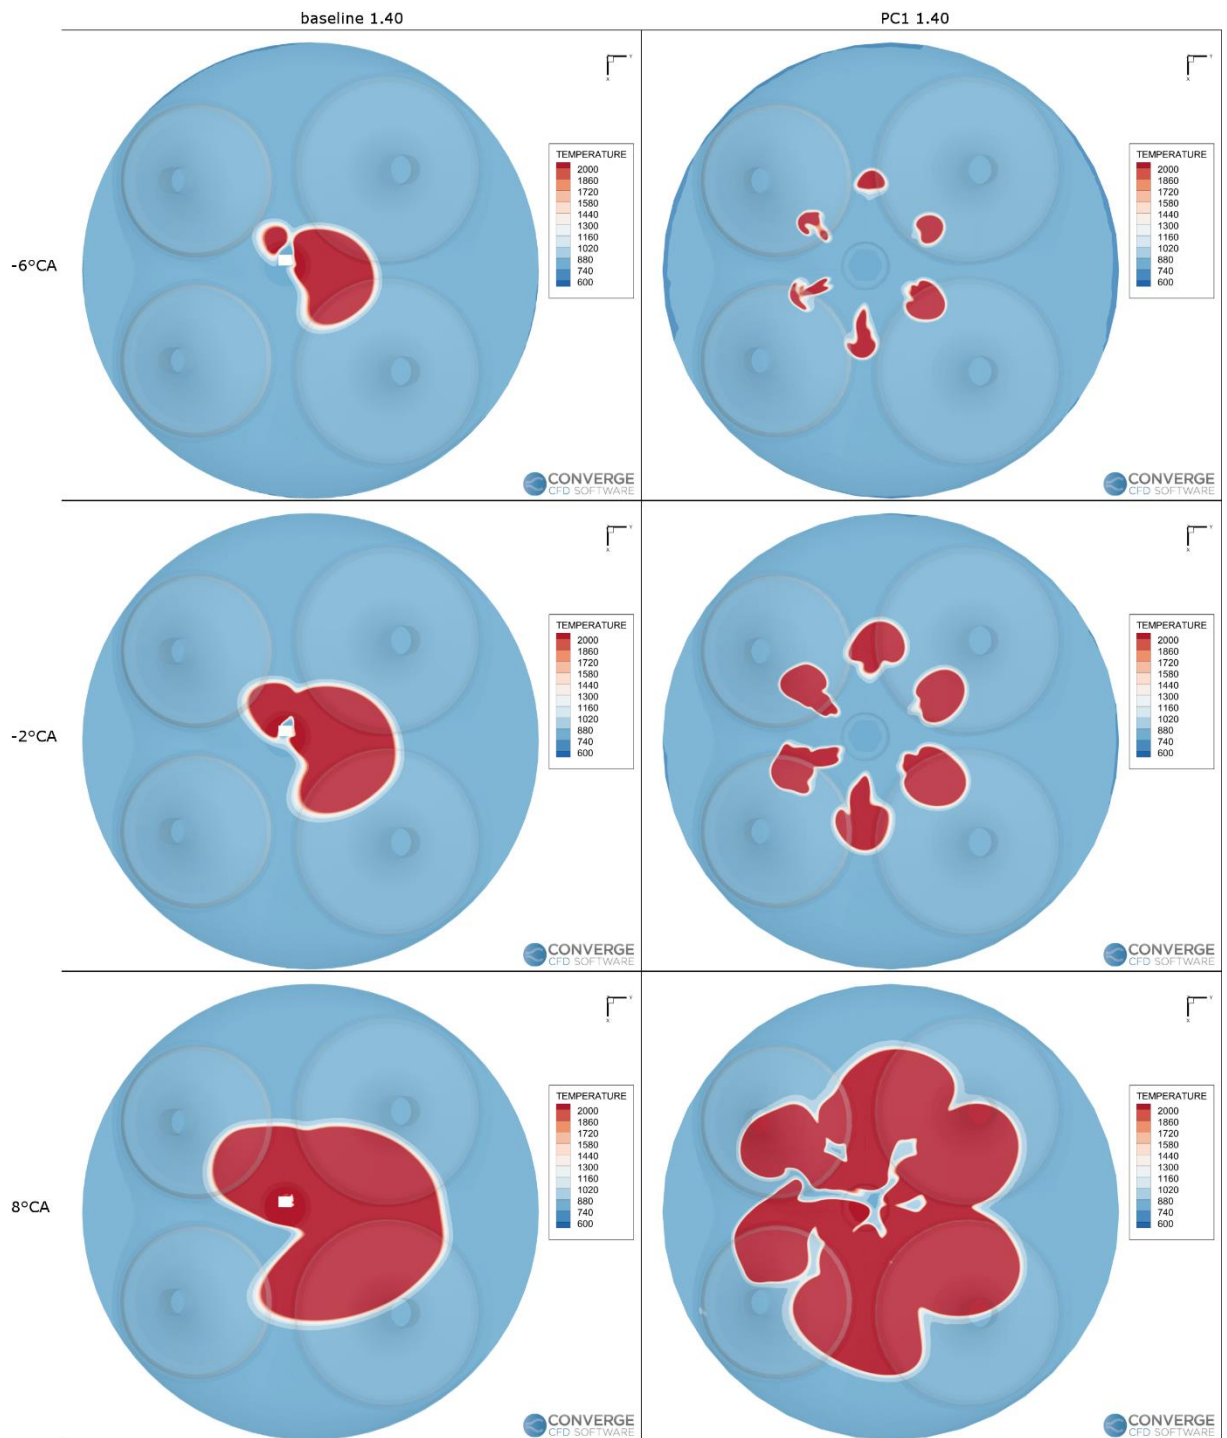 baseline 1.40
PC1 1.40
-6°CA
TEMPERATURE
2000
1860
1720
1580
1440
1300
1160
1020
880
740
600
Y
X
CONVERGE
CFD SOFTWARE
TEMPERATURE
2000
1860
1720
1580
1440
1300
1160
1020
880
740
600
Y
X
CONVERGE
CFD SOFTWARE
-2°CA
TEMPERATURE
2000
1860
1720
1580
1440
1300
1160
1020
880
740
600
Y
X
CONVERGE
CFD SOFTWARE
TEMPERATURE
2000
1860
1720
1580
1440
1300
1160
1020
880
740
600
Y
X
CONVERGE
CFD SOFTWARE
8°CA
TEMPERATURE
2000
1860
1720
1580
1440
1300
1160
1020
880
740
600
Y
X
CONVERGE
CFD SOFTWARE
TEMPERATURE
2000
1860
1720
1580
1440
1300
1160
1020
880
740
600
Y
X
CONVERGE
CFD SOFTWARE